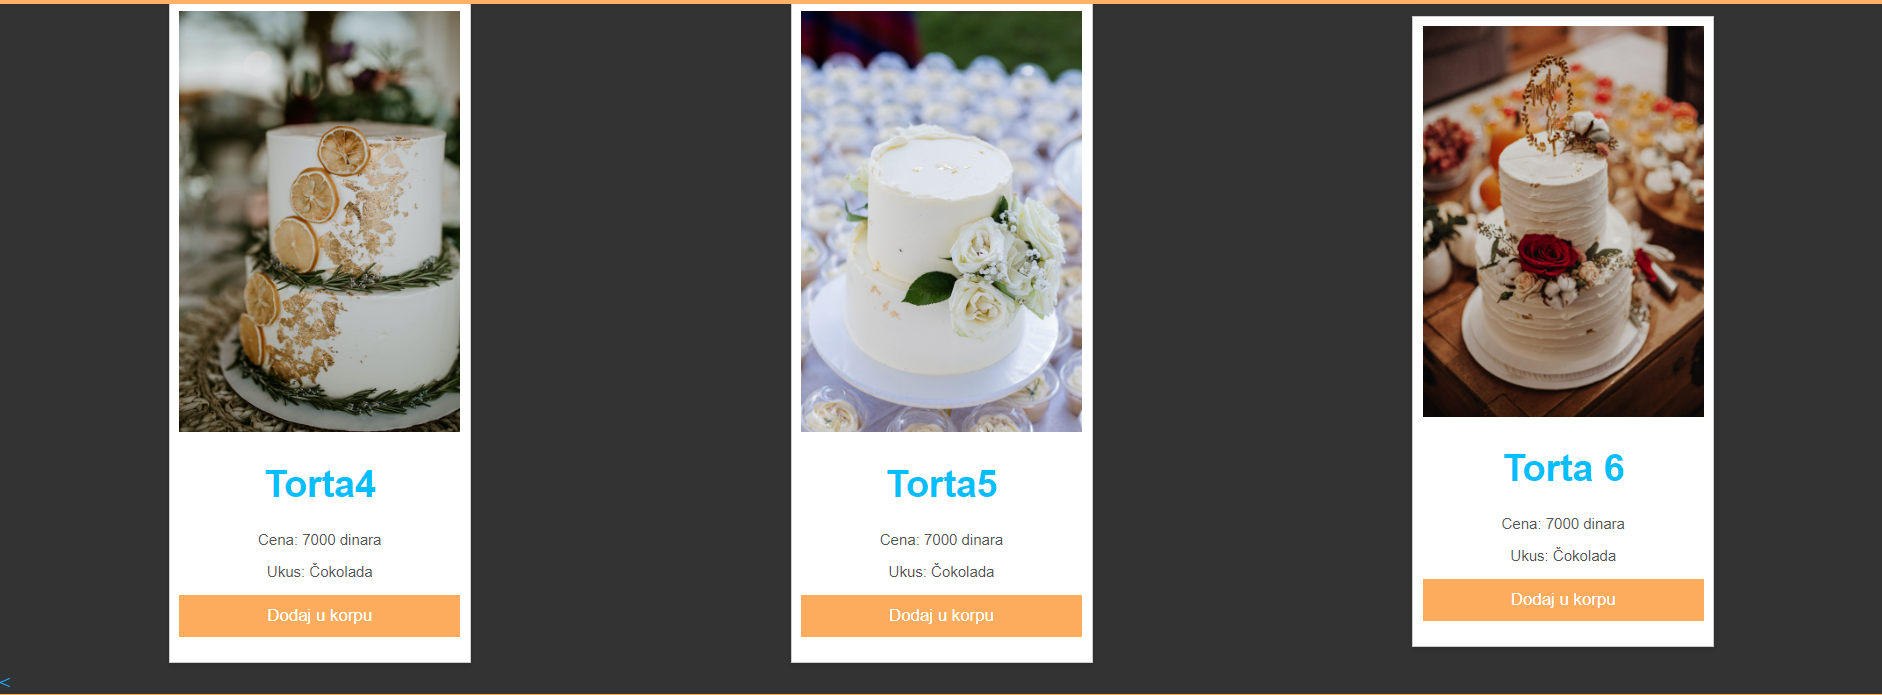 Torta4
Cena: 7000 dinara
Ukus: Čokolada
Dodaj u korpu
Torta5
Cena: 7000 dinara
Ukus: Čokolada
Dodaj u korpu
Torta 6
Cena: 7000 dinara
Ukus: Čokolada
Dodaj u korpu
<